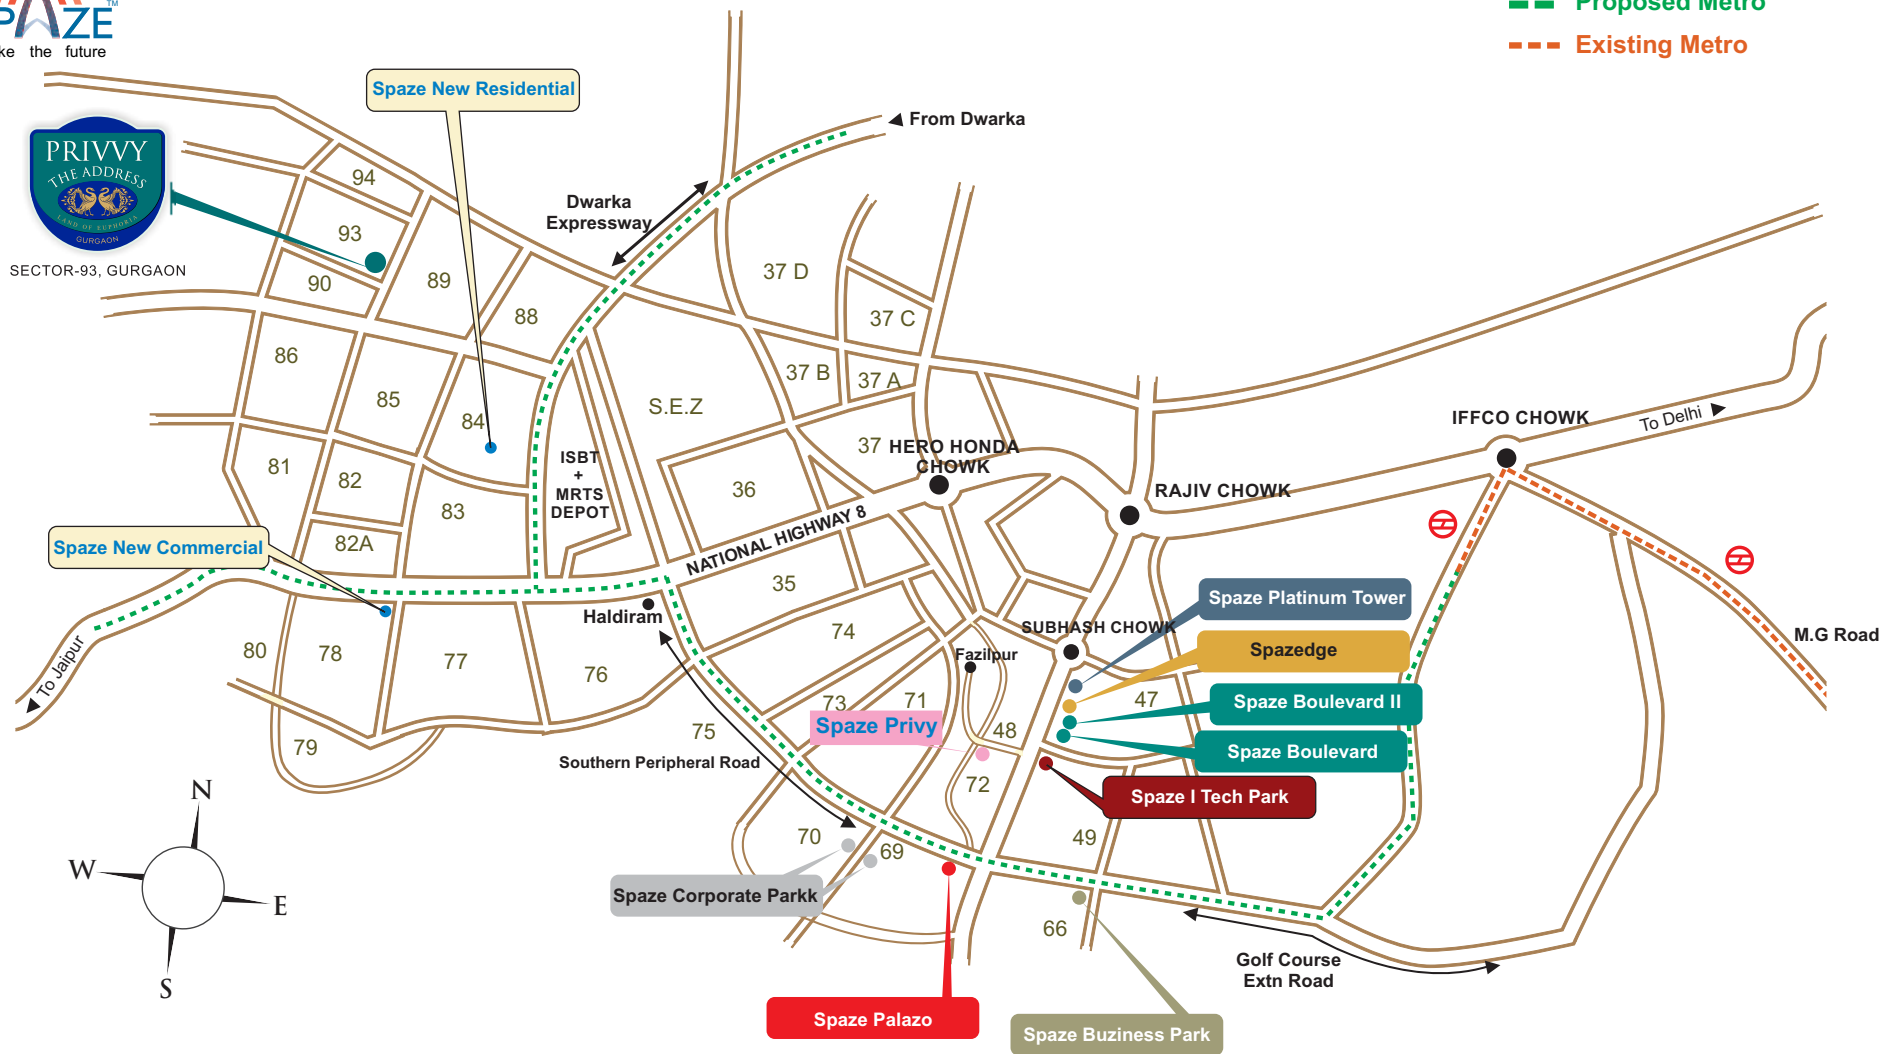 PAZE™
ke the future
Proposed Metro
Existing Metro
Spaze New Residential
From Dwarka
PRIVVY
THE ADDRESS
LAND OF EUPHORIA
GURGAON
SECTOR-93, GURGAON
Dwarka
Expressway
94
93
90
89
88
37 D
37 C
37 B
37 A
86
85
84
S.E.Z
37
HERO HONDA
CHOWK
IFFCO CHOWK
To Delhi
81
82
83
82A
ISBT
+
MRTS
DEPOT
36
RAJIV CHOWK
NATIONAL HIGHWAY 8
Spaze New Commercial
35
Haldiram
74
SUBHASH CHOWK
Fazilpur
Spaze Platinum Tower
Spazedge
Spaze Boulevard II
Spaze Boulevard
Spaze I Tech Park
M.G Road
To Jaipur
80
78
77
76
79
75
73
71
Spaze Privy
48
47
72
Southern Peripheral Road
70
69
49
66
Spaze Corporate Parkk
Golf Course
Extn Road
Spaze Palazo
Spaze Buziness Park
N
W
E
S